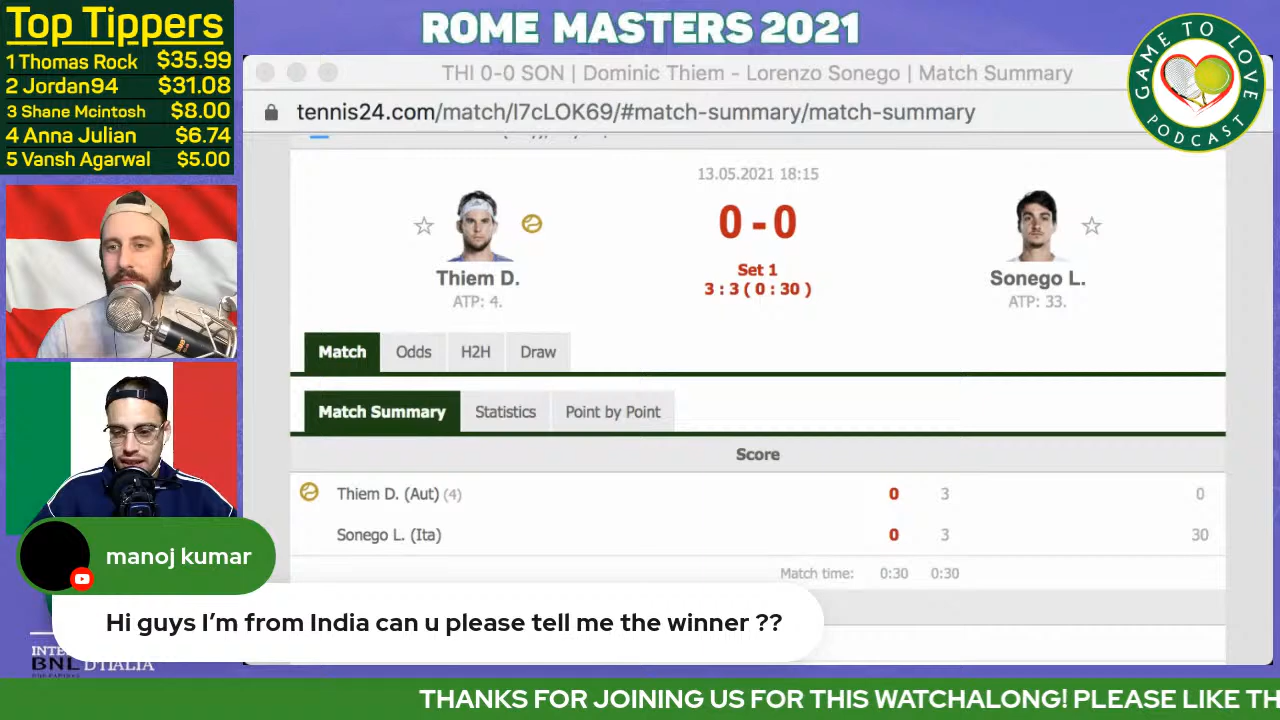 Top Tippers
1 Thomas Rock $35.99
2 Jordan94 $31.08
3 Shane Mcintosh $8.00
4 Anna Julian $6.74
5 Vansh Agarwal $5.00
ROME MASTERS 2021
GAME TO LOVE
PODCAST
THI 0-0 SON | Dominic Thiem - Lorenzo Sonego | Match Summary
tennis24.com/match/I7cLOK69/#match-summary/match-summary
13.05.2021 18:15
0 - 0
Set 1
3 : 3 ( 0 : 30 )
Thiem D.
ATP: 4.
Sonego L.
ATP: 33.
Match Odds H2H Draw
Match Summary Statistics Point by Point
Score
Thiem D. (Aut) (4) 0 3 0
Sonego L. (Ita) 0 3 30
Match time: 0:30 0:30
manoj kumar
Hi guys I’m from India can u please tell me the winner ??
INTE
BNL D'ITALIA
THANKS FOR JOINING US FOR THIS WATCHALONG! PLEASE LIKE TH